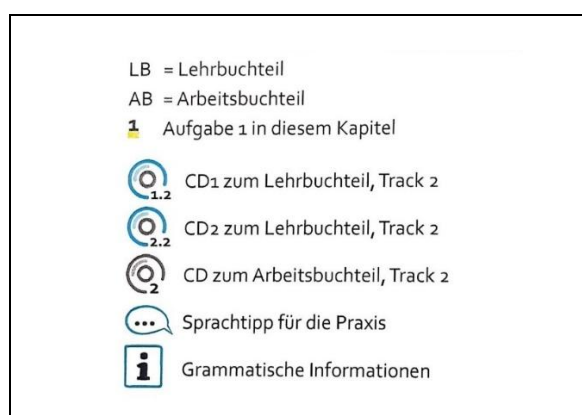 LB = Lehrbuchteil
AB = Arbeitsbuchteil
1 Aufgabe 1 in diesem Kapitel
1.2 CD1 zum Lehrbuchteil, Track 2
2.2 CD2 zum Lehrbuchteil, Track 2
2 CD zum Arbeitsbuchteil, Track 2
... Sprachtipp für die Praxis
i Grammatische Informationen